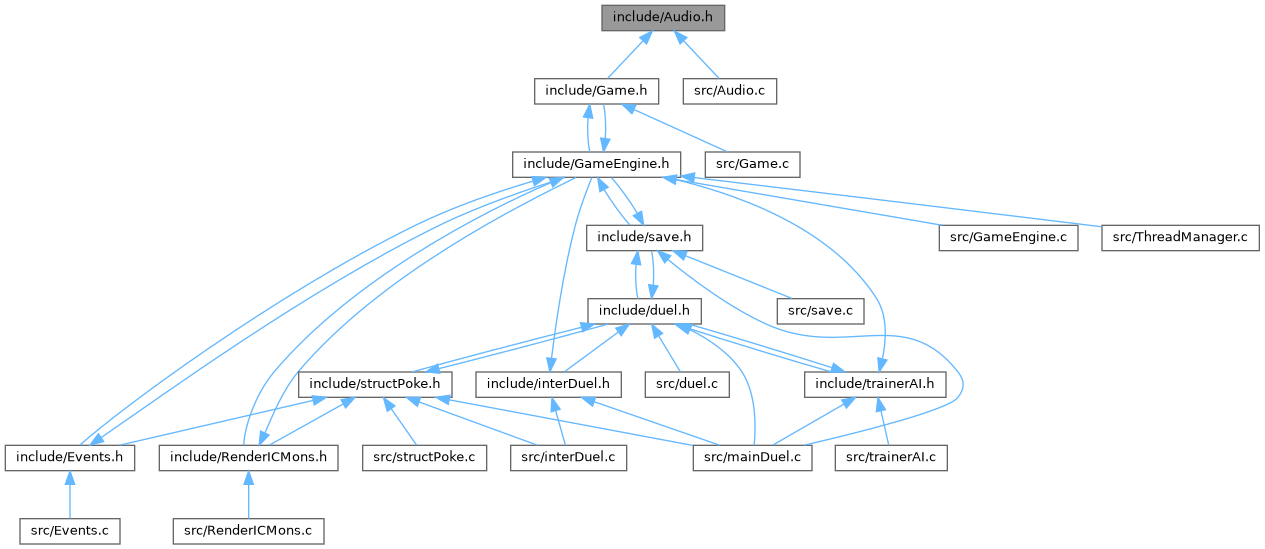 include/Audio.h
include/Game.h
src/Audio.c
include/GameEngine.h
src/Game.c
include/save.h
src/GameEngine.c
src/ThreadManager.c
include/duel.h
src/save.c
include/structPoke.h
include/interDuel.h
src/duel.c
include/trainerAI.h
include/Events.h
include/RenderICMons.h
src/structPoke.c
src/interDuel.c
src/mainDuel.c
src/trainerAI.c
src/Events.c
src/RenderICMons.c